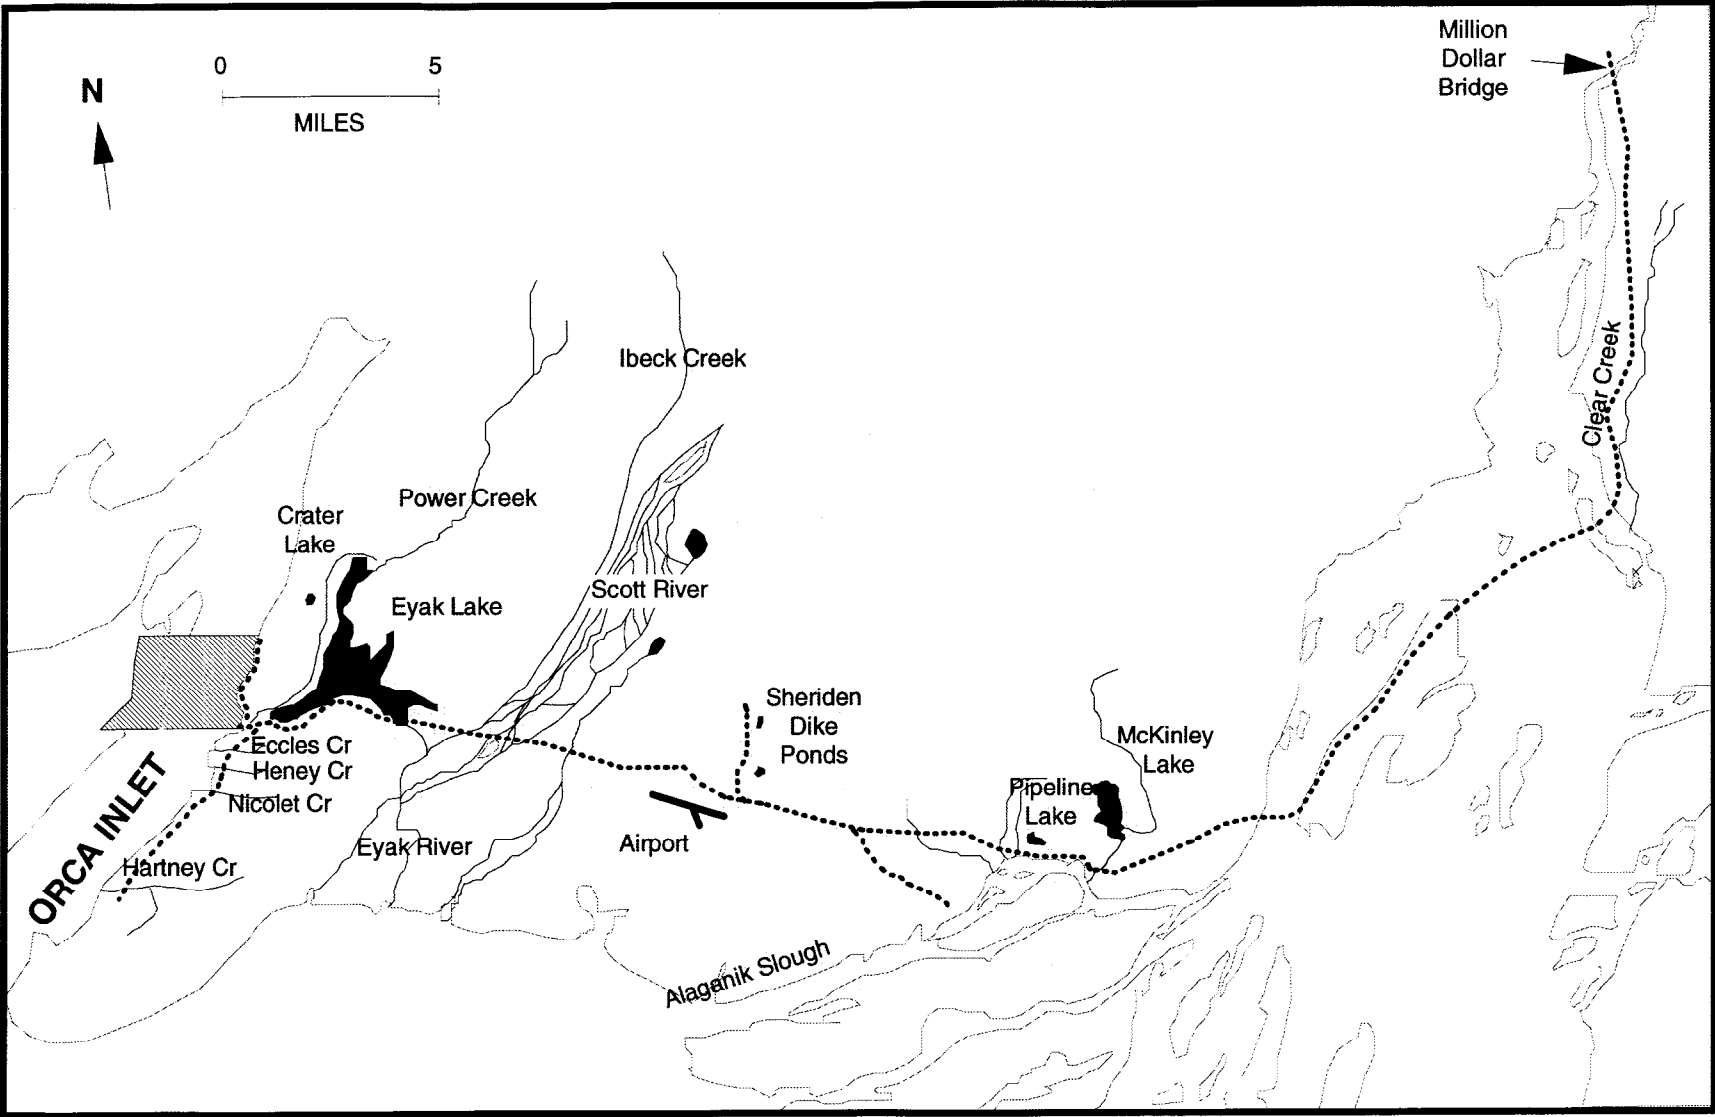 Million
Dollar
Bridge
0 5
MILES
N
Ibeck Creek
Clear Creek
Power Creek
Crater
Lake
Scott River
Eyak Lake
Sheriden
Dike
Ponds
McKinley
Lake
Eccles Cr
Heney Cr
Nicolet Cr
Pipeline
Lake
ORCA INLET
Eyak River
Airport
Hartney Cr
Alaganik Slough